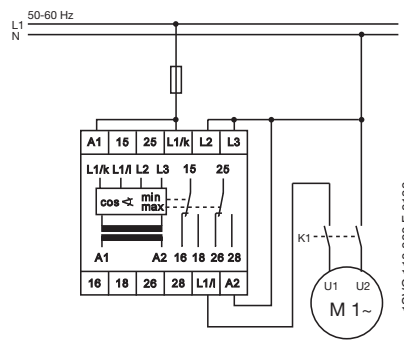 50-60 Hz
L1
N
A1 15 25 L1/k L2 L3
L1/k L1/l L2 L3 15 25
cos ∢ min
max
A1 A2 16 18 26 28
16 18 26 28 L1/l A2
K1
U1 U2
M 1~